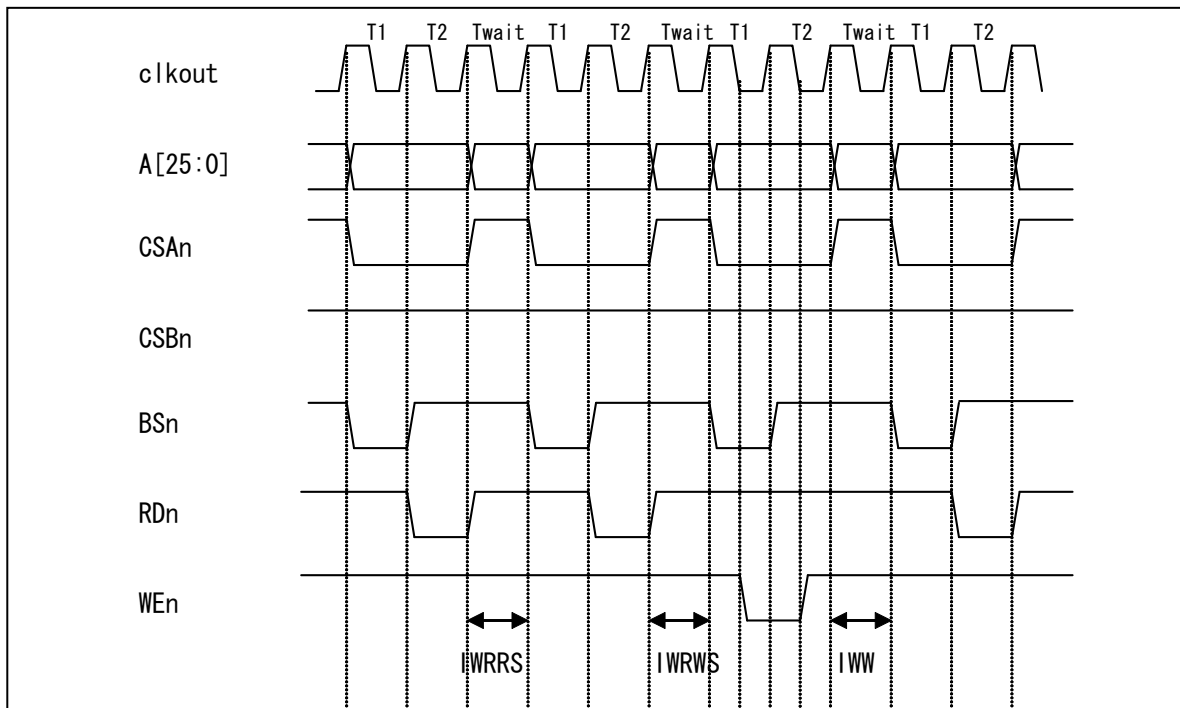 T1 T2 Twait T1 T2 Twait T1 T2 Twait T1 T2
clkout
A[25:0]
CSAn
CSBn
BSn
RDn
WEn
IWRRS IWRWS IWW